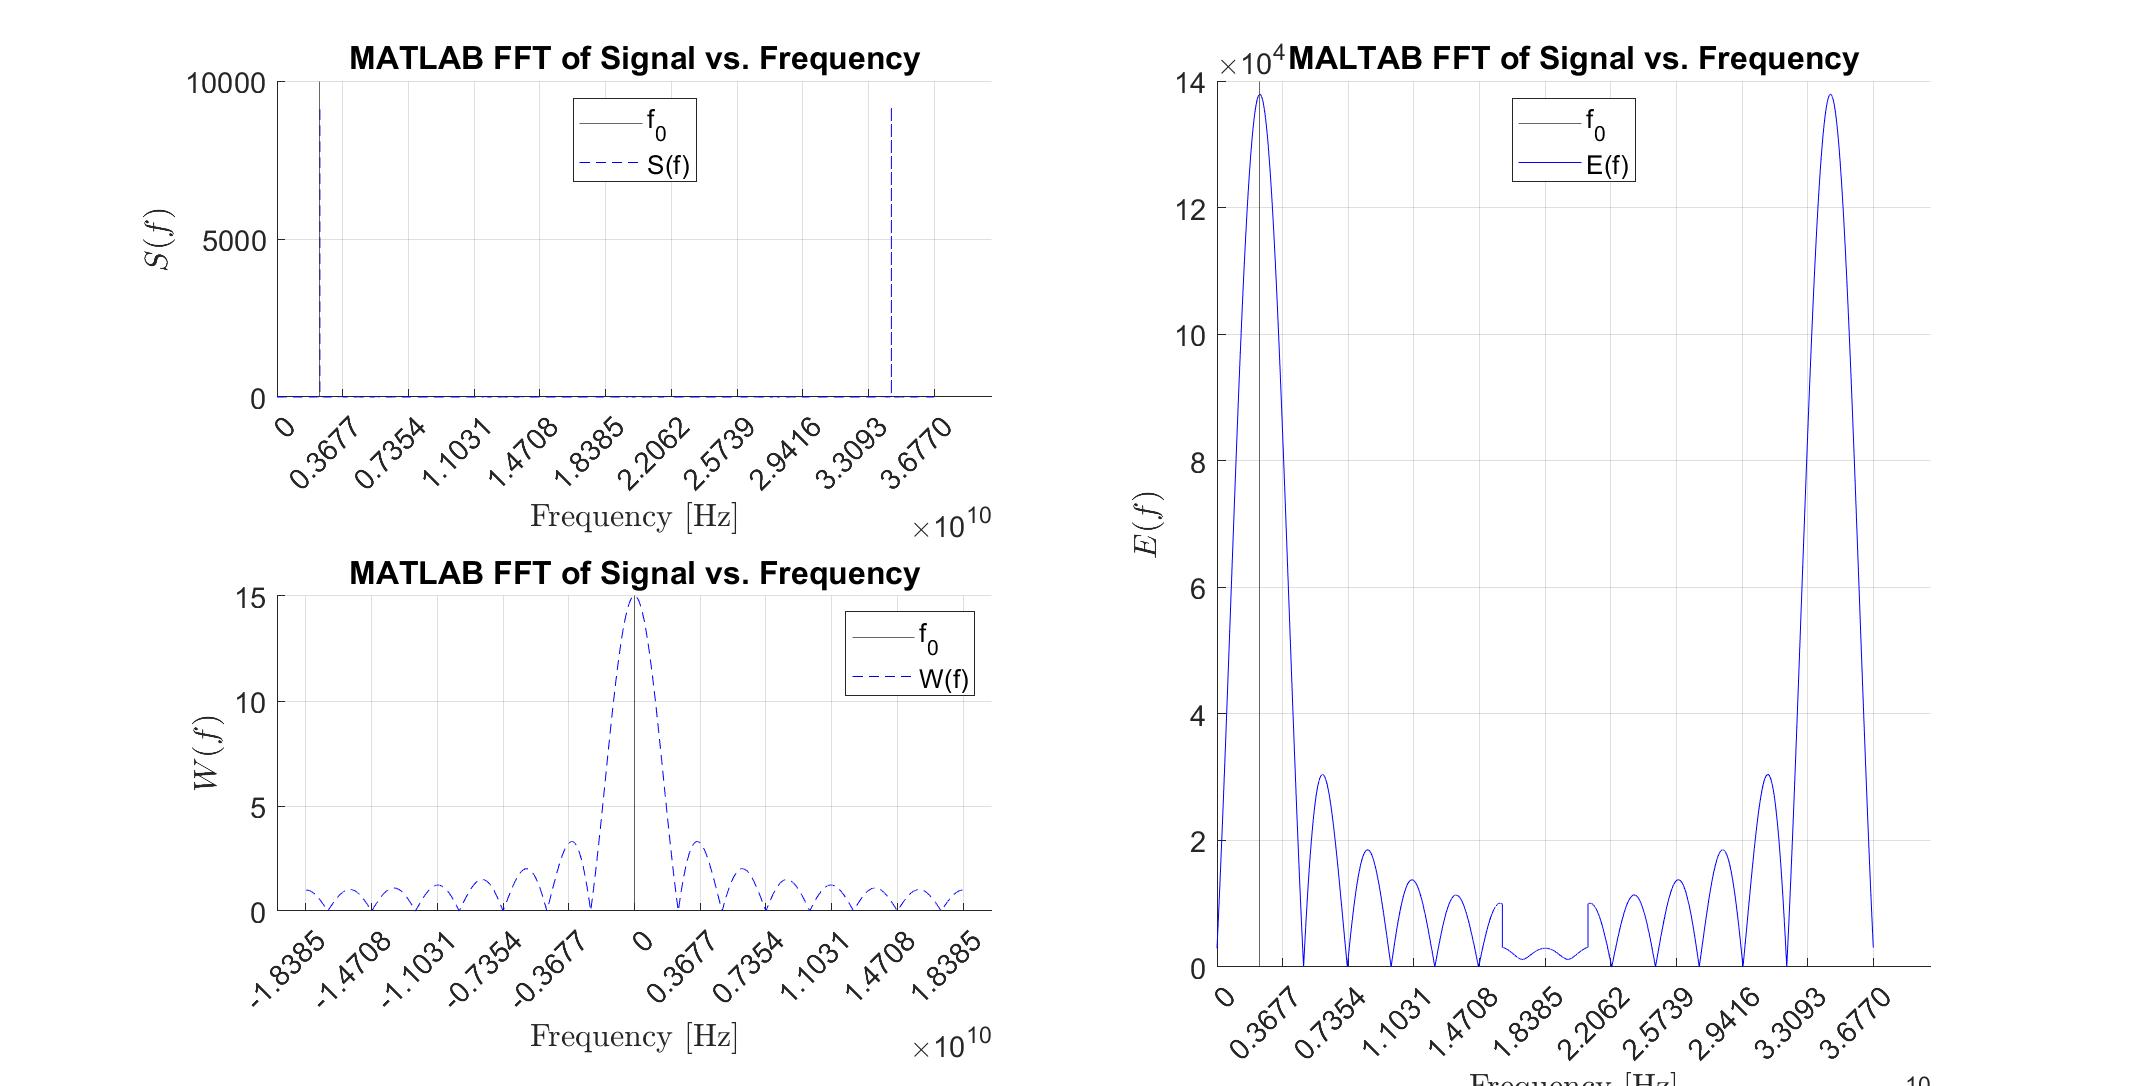 MATLAB FFT of Signal vs. Frequency
10000
5000
0
S(f)
f0
S(f)
0 0.3677 0.7354 1.1031 1.4708 1.8385 2.2062 2.5739 2.9416 3.3093 3.6770
Frequency [Hz]
×10^10
MATLAB FFT of Signal vs. Frequency
15
10
5
0
W(f)
f0
W(f)
-1.8385 -1.4708 -1.1031 -0.7354 -0.3677 0 0.3677 0.7354 1.1031 1.4708 1.8385
Frequency [Hz]
×10^10
×10^4
MALTAB FFT of Signal vs. Frequency
14
12
10
8
6
4
2
0
E(f)
f0
E(f)
0 0.3677 0.7354 1.1031 1.4708 1.8385 2.2062 2.5739 2.9416 3.3093 3.6770
Frequency [Hz]
10